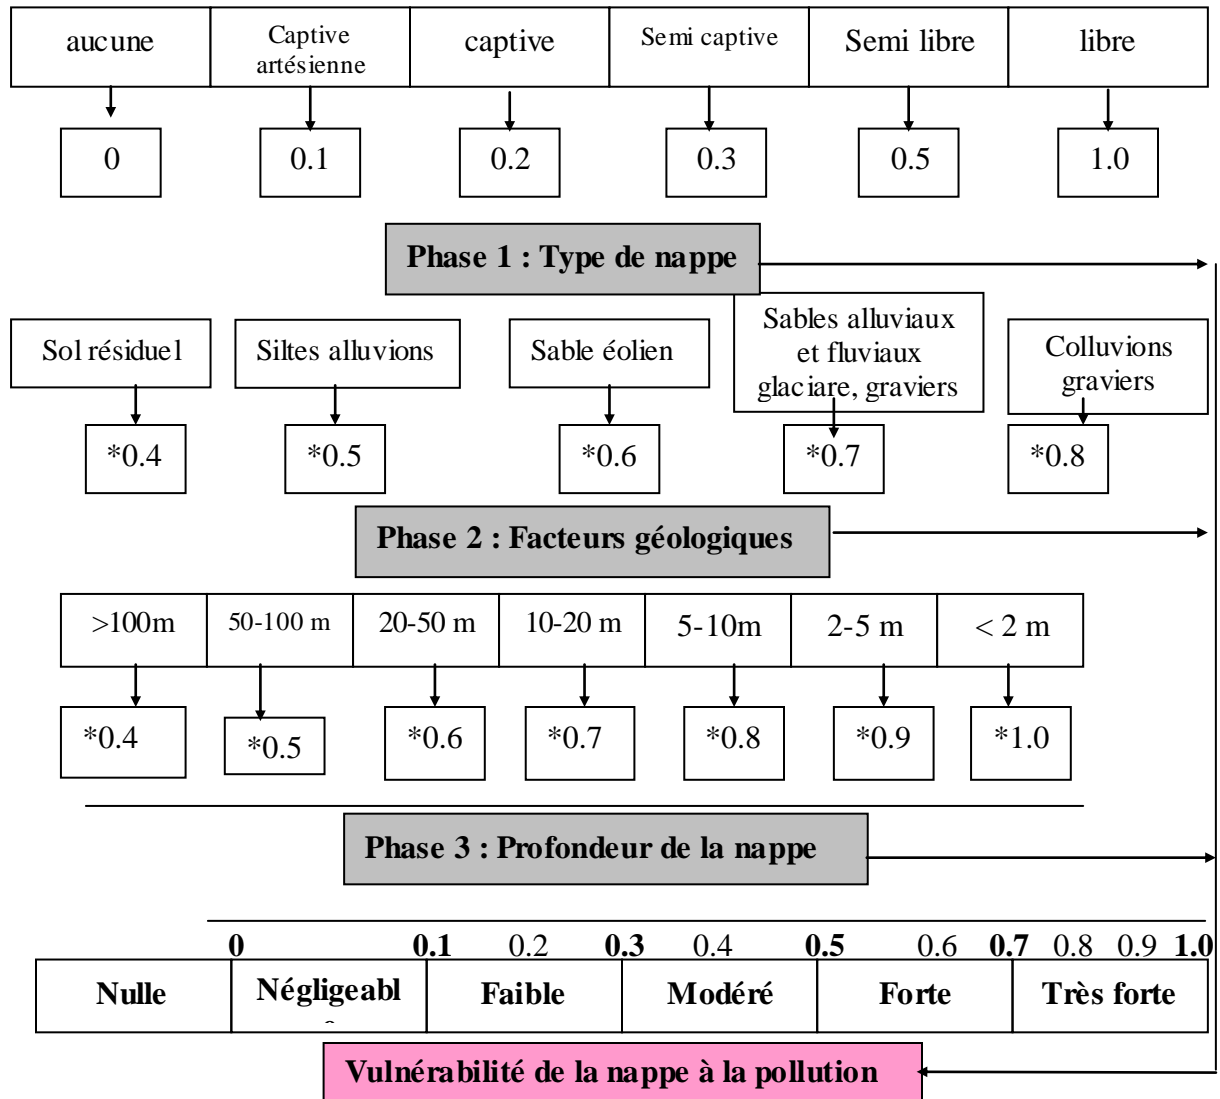 aucune
Captive
artésienne
captive
Semi captive
Semi libre
libre
0
0.1
0.2
0.3
0.5
1.0
Phase 1 : Type de nappe
Sol résiduel
Siltes alluvions
Sable éolien
Sables alluviaux
et fluviaux
glaciare, graviers
Colluvions
graviers
*0.4
*0.5
*0.6
*0.7
*0.8
Phase 2 : Facteurs géologiques
>100m
50-100 m
20-50 m
10-20 m
5-10m
2-5 m
< 2 m
*0.4
*0.5
*0.6
*0.7
*0.8
*0.9
*1.0
Phase 3 : Profondeur de la nappe
0 0.1 0.2 0.3 0.4 0.5 0.6 0.7 0.8 0.9 1.0
Nulle
Négligeabl
Faible
Modéré
Forte
Très forte
Vulnérabilité de la nappe à la pollution